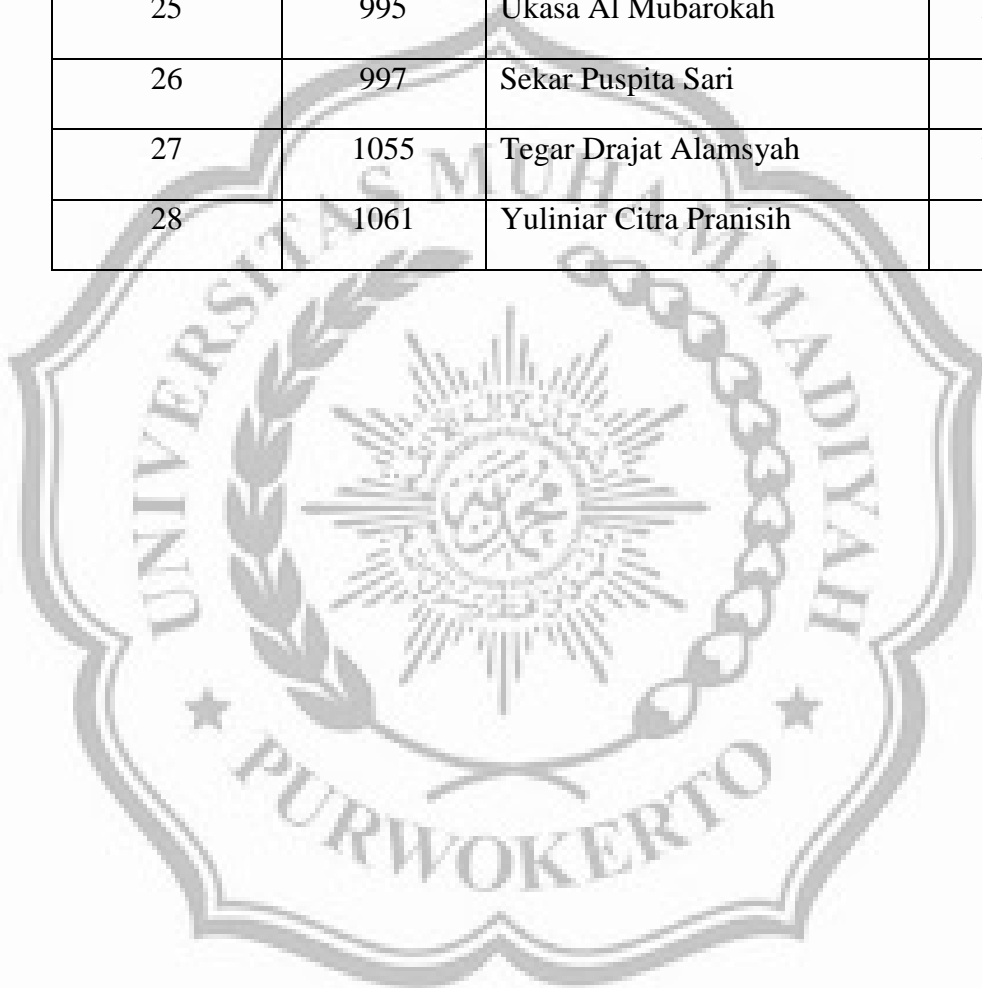 25 995 Ukasa Al Mubarokah
26 997 Sekar Puspita Sari
27 1055 Tegar Drajat Alamsyah
28 1061 Yuliniar Citra Pranisih
UNIVERSITAS MUHAMMADIYAH
PURWOKERTO